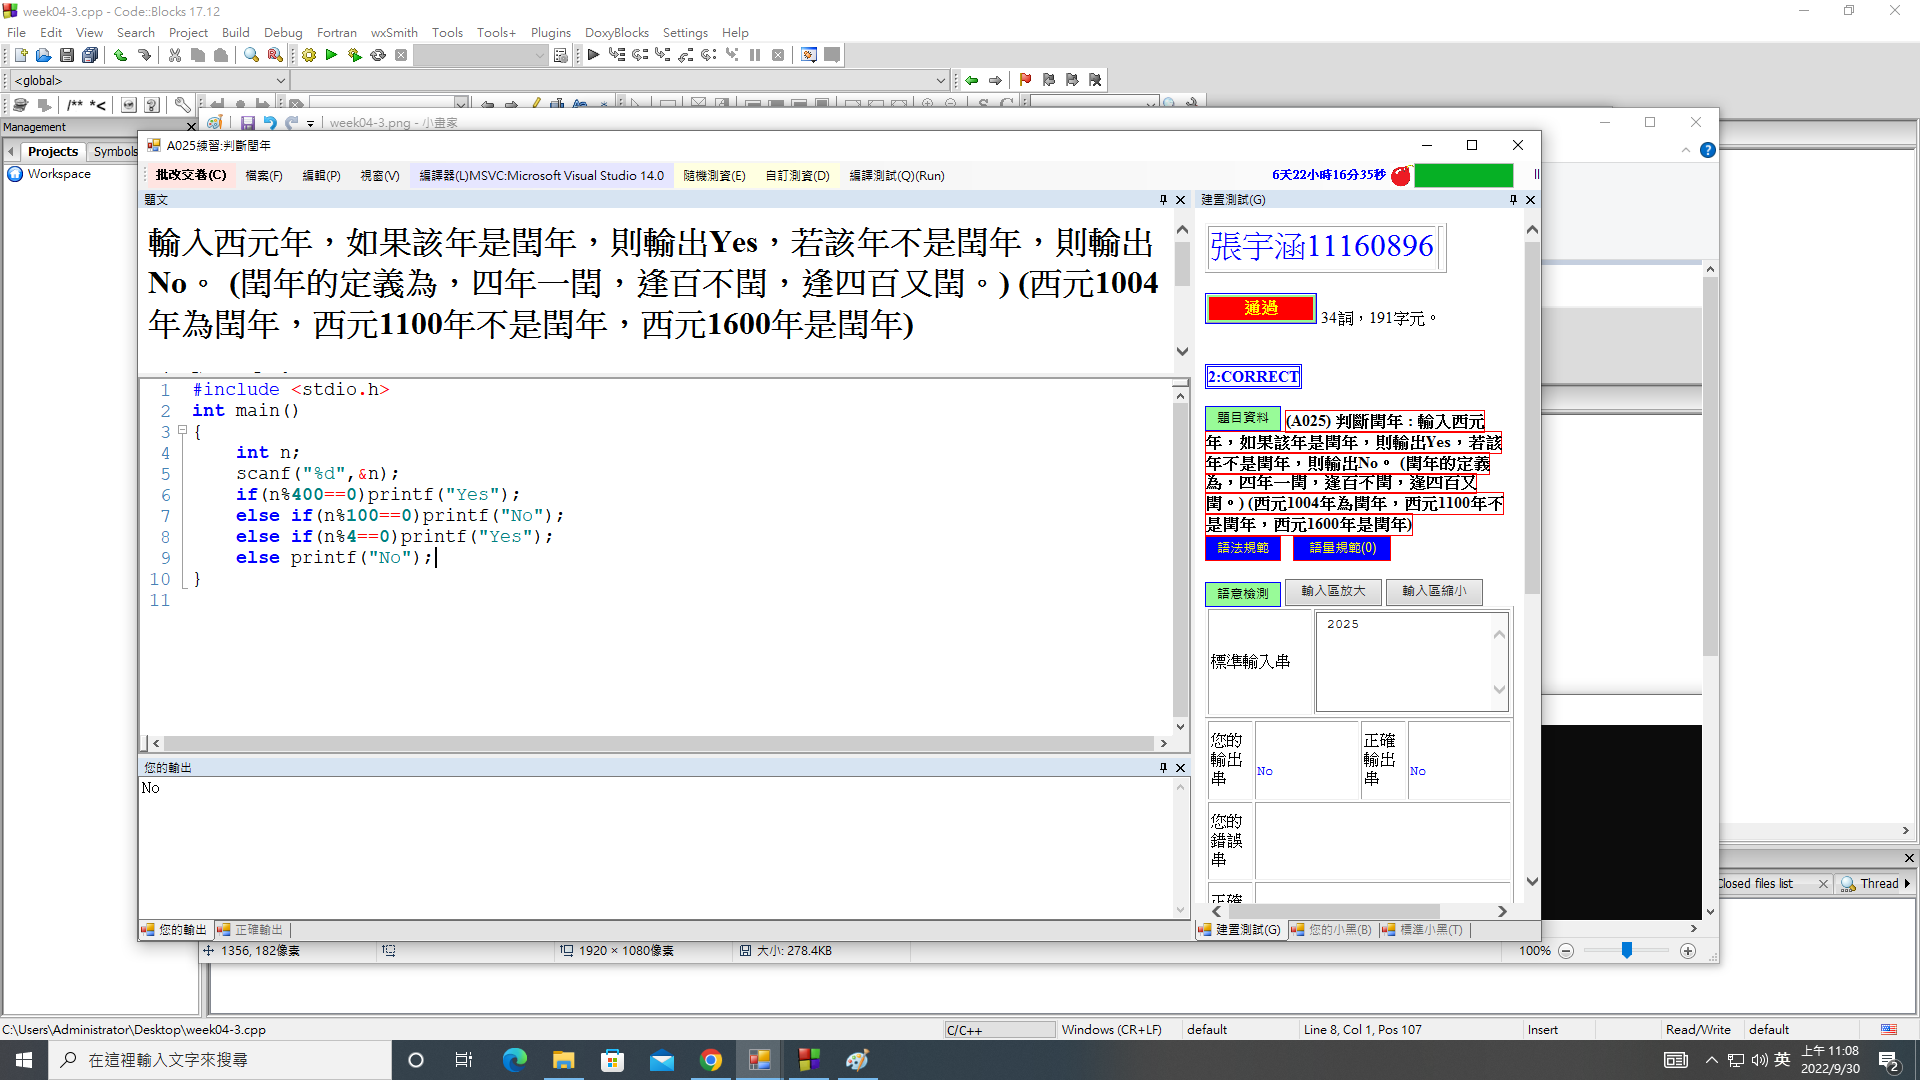 week04-3.cpp - Code::Blocks 17.12
File Edit View Search Project Build Debug Fortran wxSmith Tools Tools+ Plugins DoxyBlocks Settings Help
<global>
/** *<
Management
Projects Symbols
Workspace
week04-3.png - 小畫家
A025練習:判斷閏年
批改交卷(C) 檔案(F) 編輯(P) 視窗(V) 編譯器(L)MSVC:Microsoft Visual Studio 14.0 隨機測資(E) 自訂測資(D) 編譯測試(Q)(Run) 6天22小時16分35秒
題文
輸入西元年，如果該年是閏年，則輸出Yes，若該年不是閏年，則輸出
No。 (閏年的定義為，四年一閏，逢百不閏，逢四百又閏。) (西元1004
年為閏年，西元1100年不是閏年，西元1600年是閏年)
1 #include <stdio.h>
2 int main()
3 {
4 int n;
5 scanf("%d",&n);
6 if(n%400==0)printf("Yes");
7 else if(n%100==0)printf("No");
8 else if(n%4==0)printf("Yes");
9 else printf("No");
10 }
11
您的輸出
No
您的輸出 正確輸出
建置測試(G)
張宇涵11160896
通過 34詞，191字元。
2:CORRECT
題目資料 (A025) 判斷閏年 : 輸入西元
年，如果該年是閏年，則輸出Yes，若該
年不是閏年，則輸出No。 (閏年的定義
為，四年一閏，逢百不閏，逢四百又
閏。) (西元1004年為閏年，西元1100年不
是閏年，西元1600年是閏年)
語法規範 語量規範(0)
語意檢測 輸入區放大 輸入區縮小
標準輸入串 2025
您的輸出串 No 正確輸出串 No
您的錯誤串
正確
建置測試(G) 您的小黑(B) 標準小黑(T)
1356, 182像素 1920 × 1080像素 大小: 278.4KB 100%
Closed files list Thread
C:\Users\Administrator\Desktop\week04-3.cpp C/C++ Windows (CR+LF) default Line 8, Col 1, Pos 107 Insert Read/Write default
在這裡輸入文字來搜尋
英
上午 11:08
2022/9/30
2